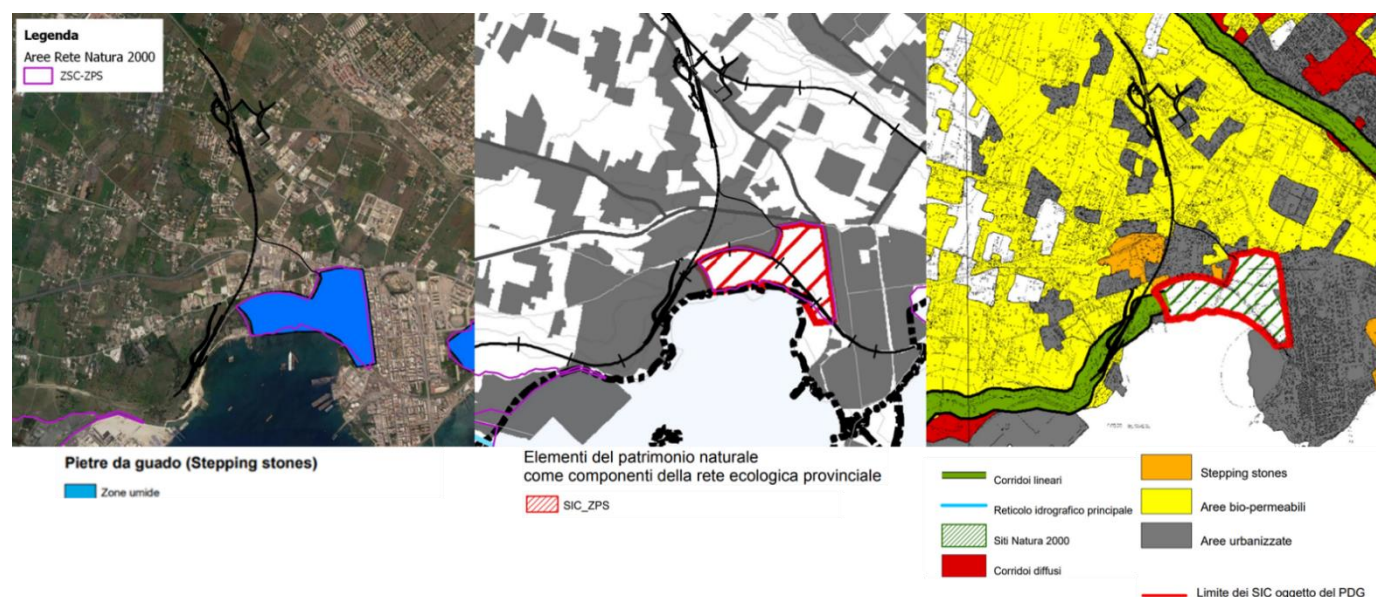 Legenda
Aree Rete Natura 2000
ZSC-ZPS
Pietre da guado (Stepping stones)
Zone umide
Elementi del patrimonio naturale
come componenti della rete ecologica provinciale
SIC_ZPS
Corridoi lineari
Reticolo idrografico principale
Siti Natura 2000
Corridoi diffusi
Stepping stones
Aree bio-permeabili
Aree urbanizzate
Limite dei SIC oggetto del PDG